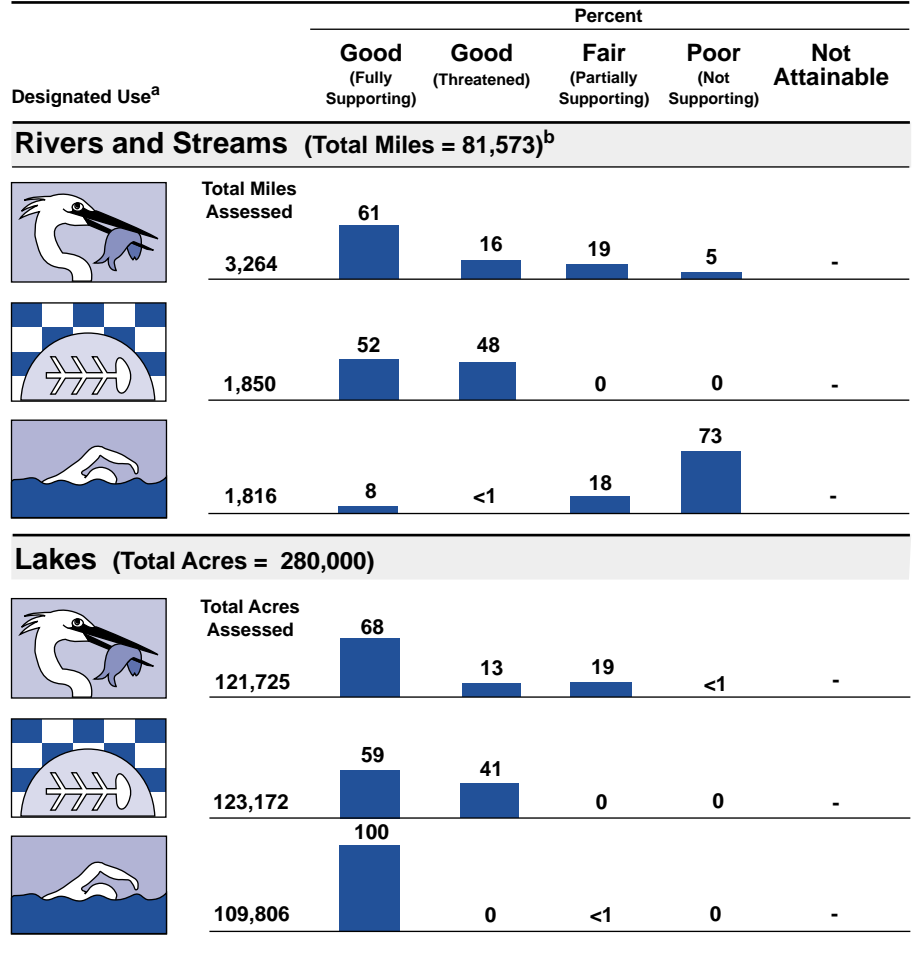 Percent
Good Good Fair Poor Not
(Fully (Threatened) (Partially (Not Attainable
Designated Use^a Supporting) Supporting) Supporting)
Rivers and Streams (Total Miles = 81,573)^b
Total Miles
Assessed
61 16 19 5
3,264 -
52 48
1,850 0 0 -
73
1,816 8 <1 18 -
Lakes (Total Acres = 280,000)
Total Acres
Assessed
68 13 19
121,725 <1 -
59 41
123,172 0 0 -
100
109,806 0 <1 0 -